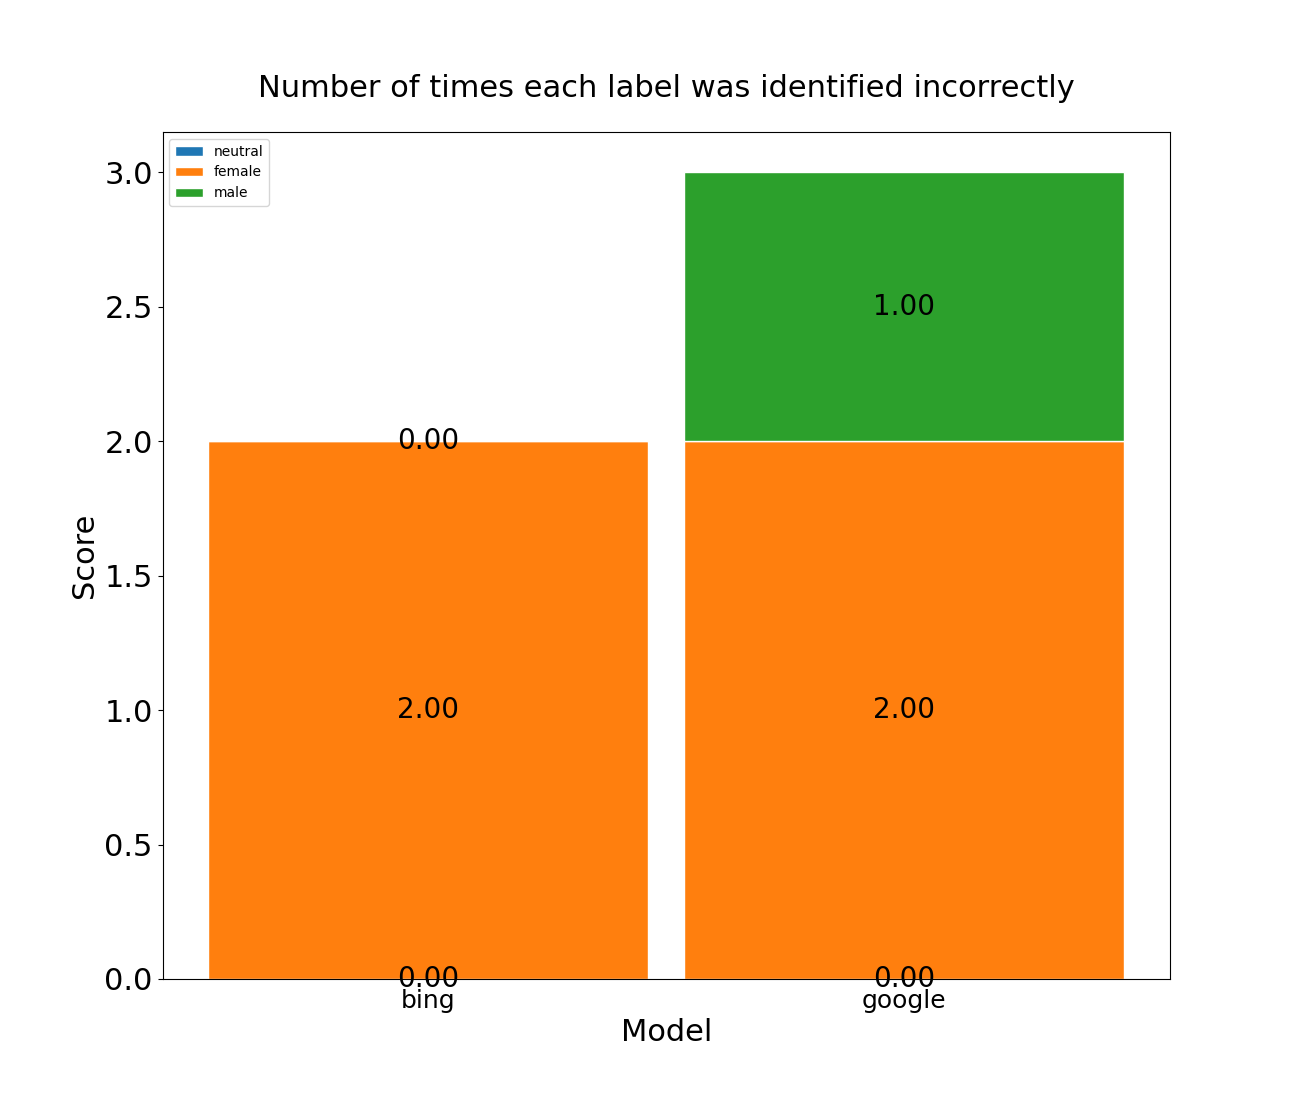 Number of times each label was identified incorrectly
neutral
female
male
3.0
2.5
2.0
1.5
1.0
0.5
0.0
Score
1.00
0.00
2.00
2.00
0.00
0.00
bing
google
Model